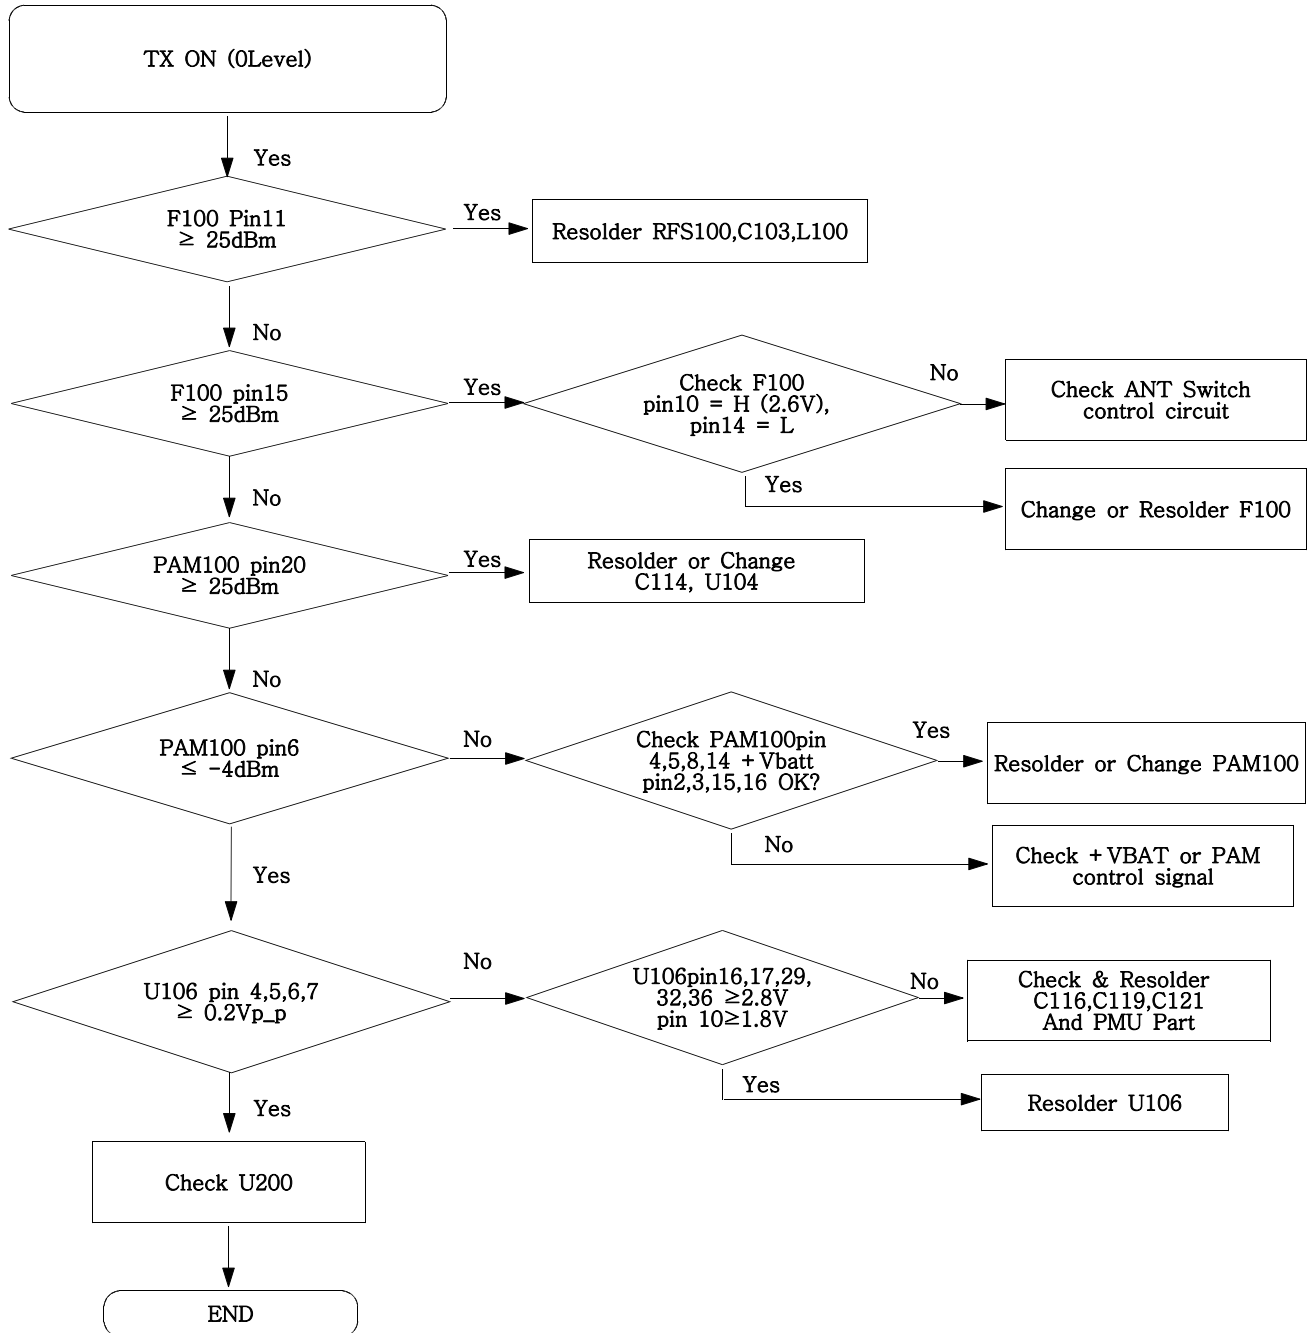 TX ON (0Level)
Yes
F100 Pin11
≥ 25dBm
Yes
Resolder RFS100,C103,L100
No
F100 pin15
≥ 25dBm
Yes
Check F100
pin10 = H (2.6V),
pin14 = L
No
Check ANT Switch
control circuit
Yes
Change or Resolder F100
No
PAM100 pin20
≥ 25dBm
Yes
Resolder or Change
C114, U104
No
PAM100 pin6
≤ -4dBm
No
Check PAM100pin
4,5,8,14 +Vbatt
pin2,3,15,16 OK?
Yes
Resolder or Change PAM100
No
Check +VBAT or PAM
control signal
Yes
U106 pin 4,5,6,7
≥ 0.2Vp_p
No
U106pin16,17,29,
32,36 ≥2.8V
pin 10≥1.8V
No
Check & Resolder
C116,C119,C121
And PMU Part
Yes
Resolder U106
Yes
Check U200
END